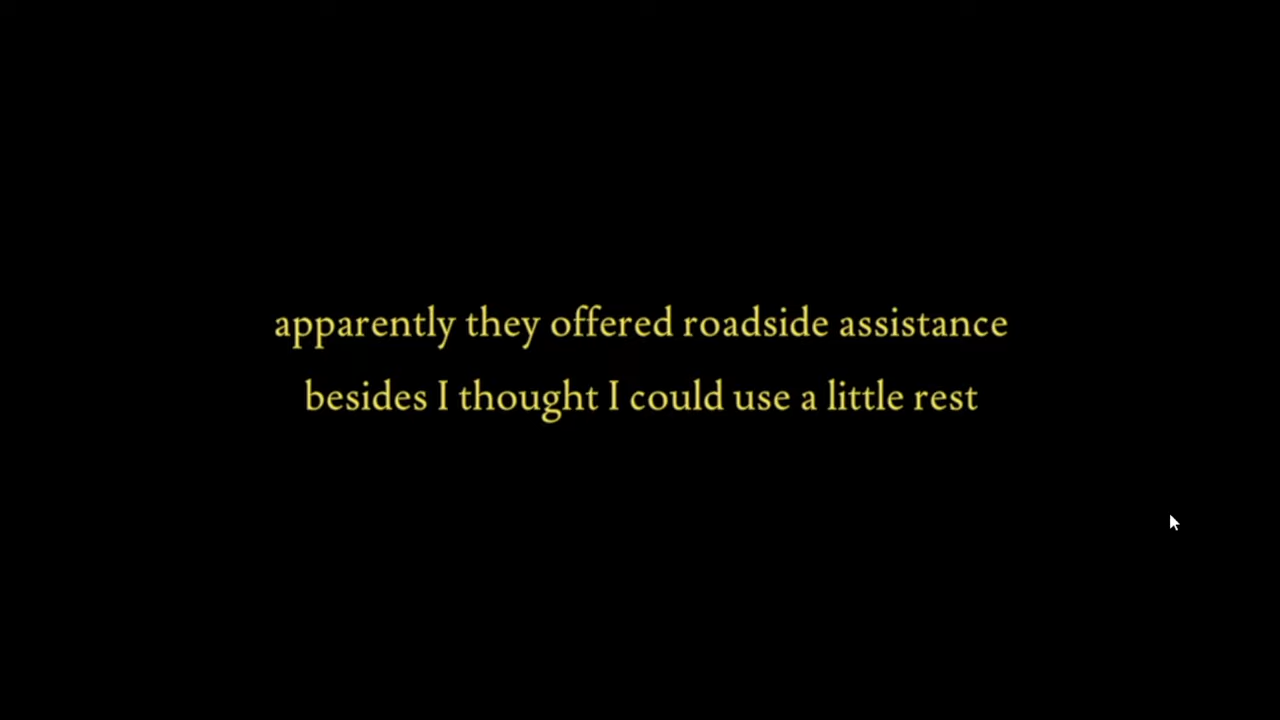 apparently they offered roadside assistance
besides I thought I could use a little rest